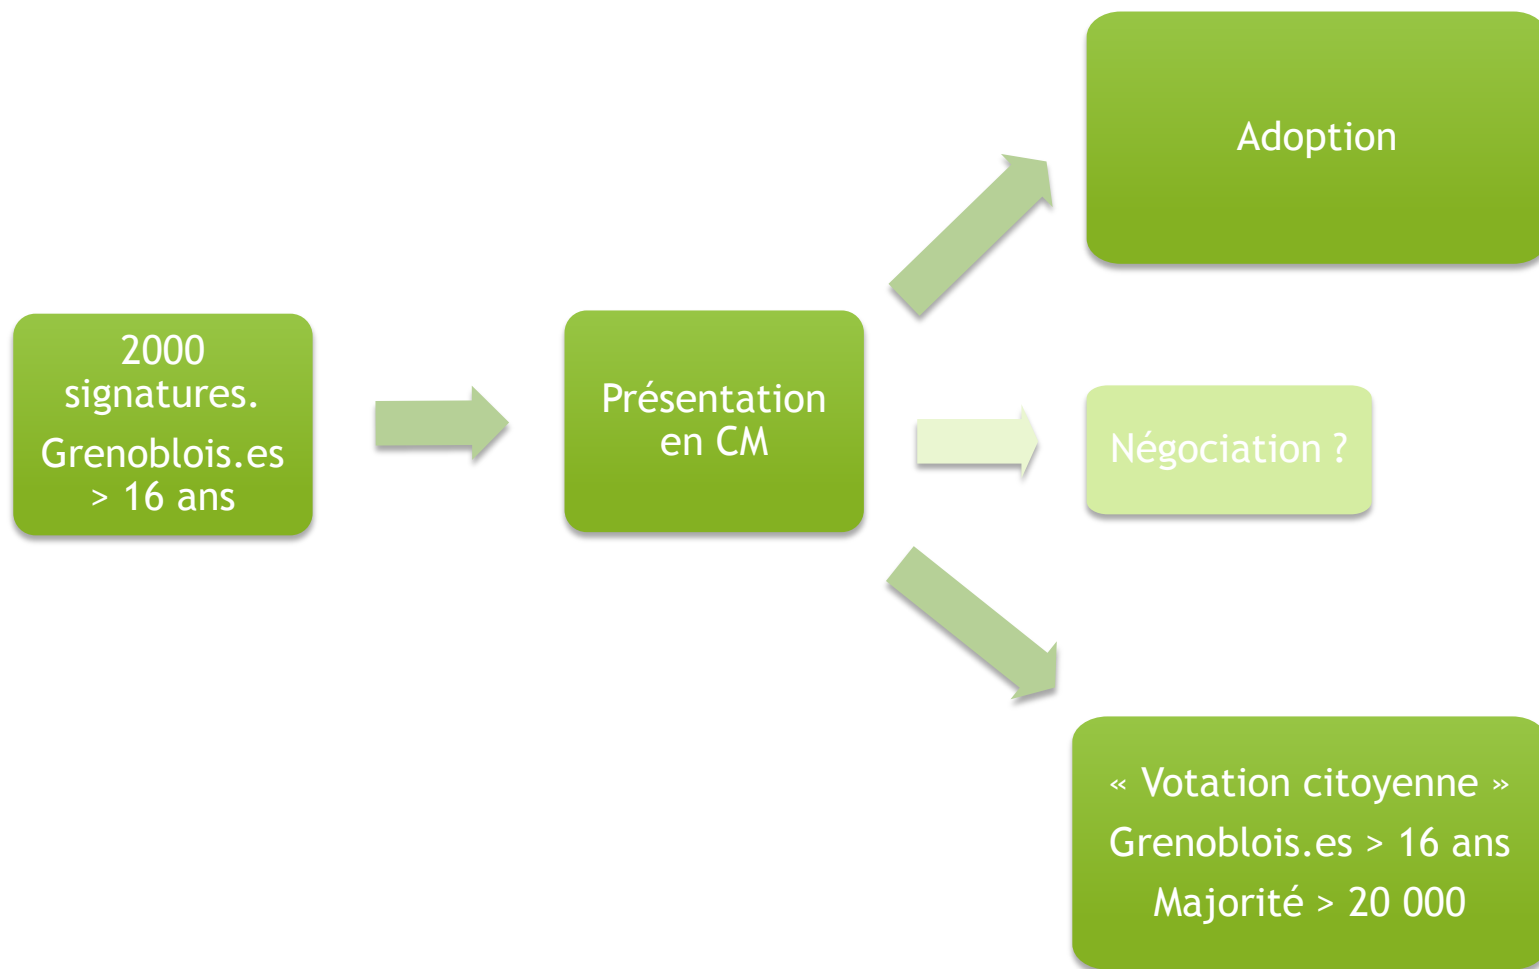 2000
signatures.
Grenoblois.es
> 16 ans
Présentation
en CM
Adoption
Négociation ?
« Votation citoyenne »
Grenoblois.es > 16 ans
Majorité > 20 000